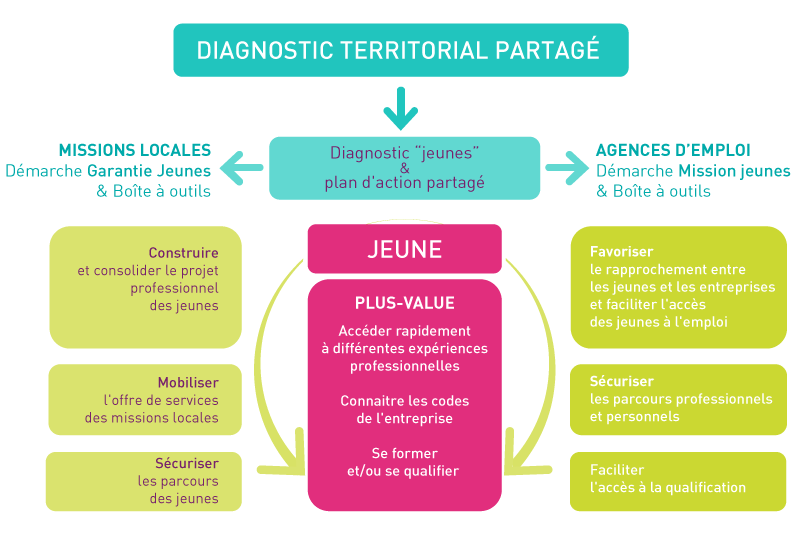 DIAGNOSTIC TERRITORIAL PARTAGÉ
Diagnostic "jeunes"
&
plan d'action partagé
MISSIONS LOCALES
Démarche Garantie Jeunes
& Boîte à outils
AGENCES D'EMPLOI
Démarche Mission jeunes
& Boîte à outils
Construire
et consolider le projet
professionnel
des jeunes
Mobiliser
l'offre de services
des missions locales
Sécuriser
les parcours
des jeunes
JEUNE
PLUS-VALUE
Accéder rapidement
à différentes expériences
professionnelles
Connaitre les codes
de l'entreprise
Se former
et/ou se qualifier
Favoriser
le rapprochement entre
les jeunes et les entreprises
et faciliter l'accès
des jeunes à l'emploi
Sécuriser
les parcours professionnels
et personnels
Faciliter
l'accès à la qualification